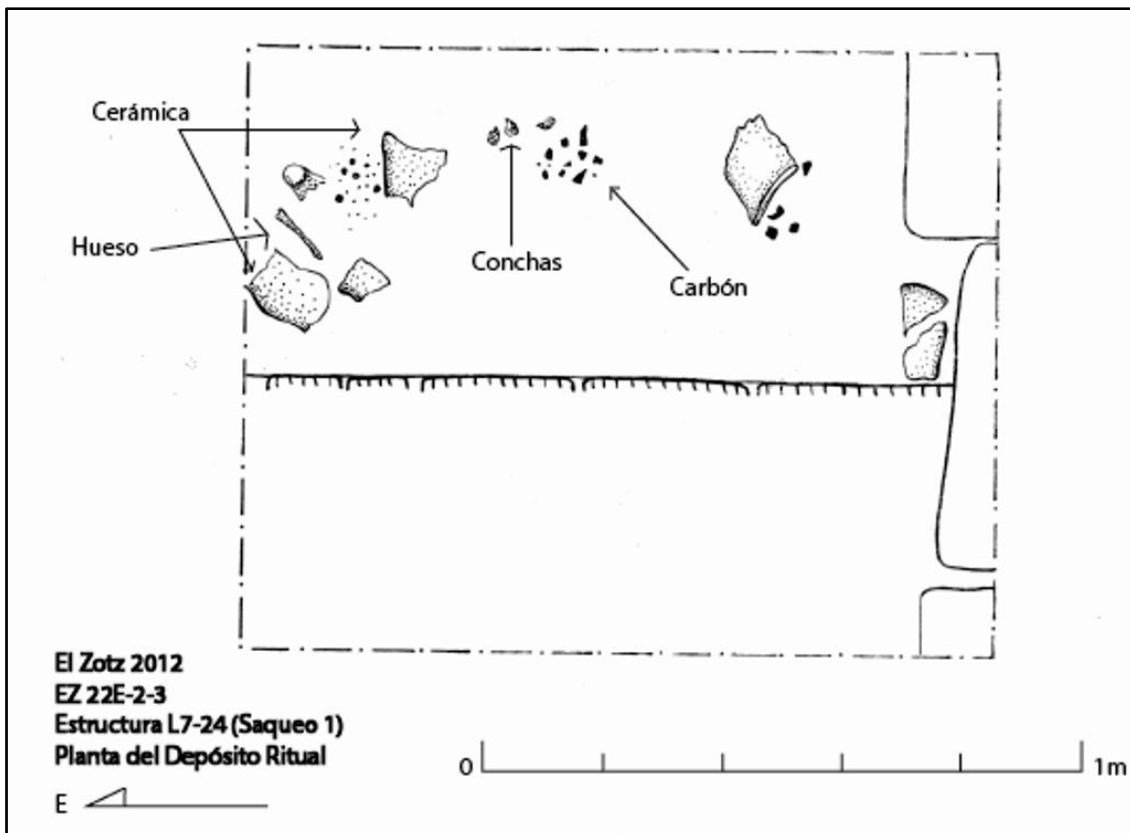 Cerámica
Hueso
Conchas
Carbón
El Zotz 2012
EZ 22E-2-3
Estructura L7-24 (Saqueo 1)
Planta del Depósito Ritual
E
0 1m